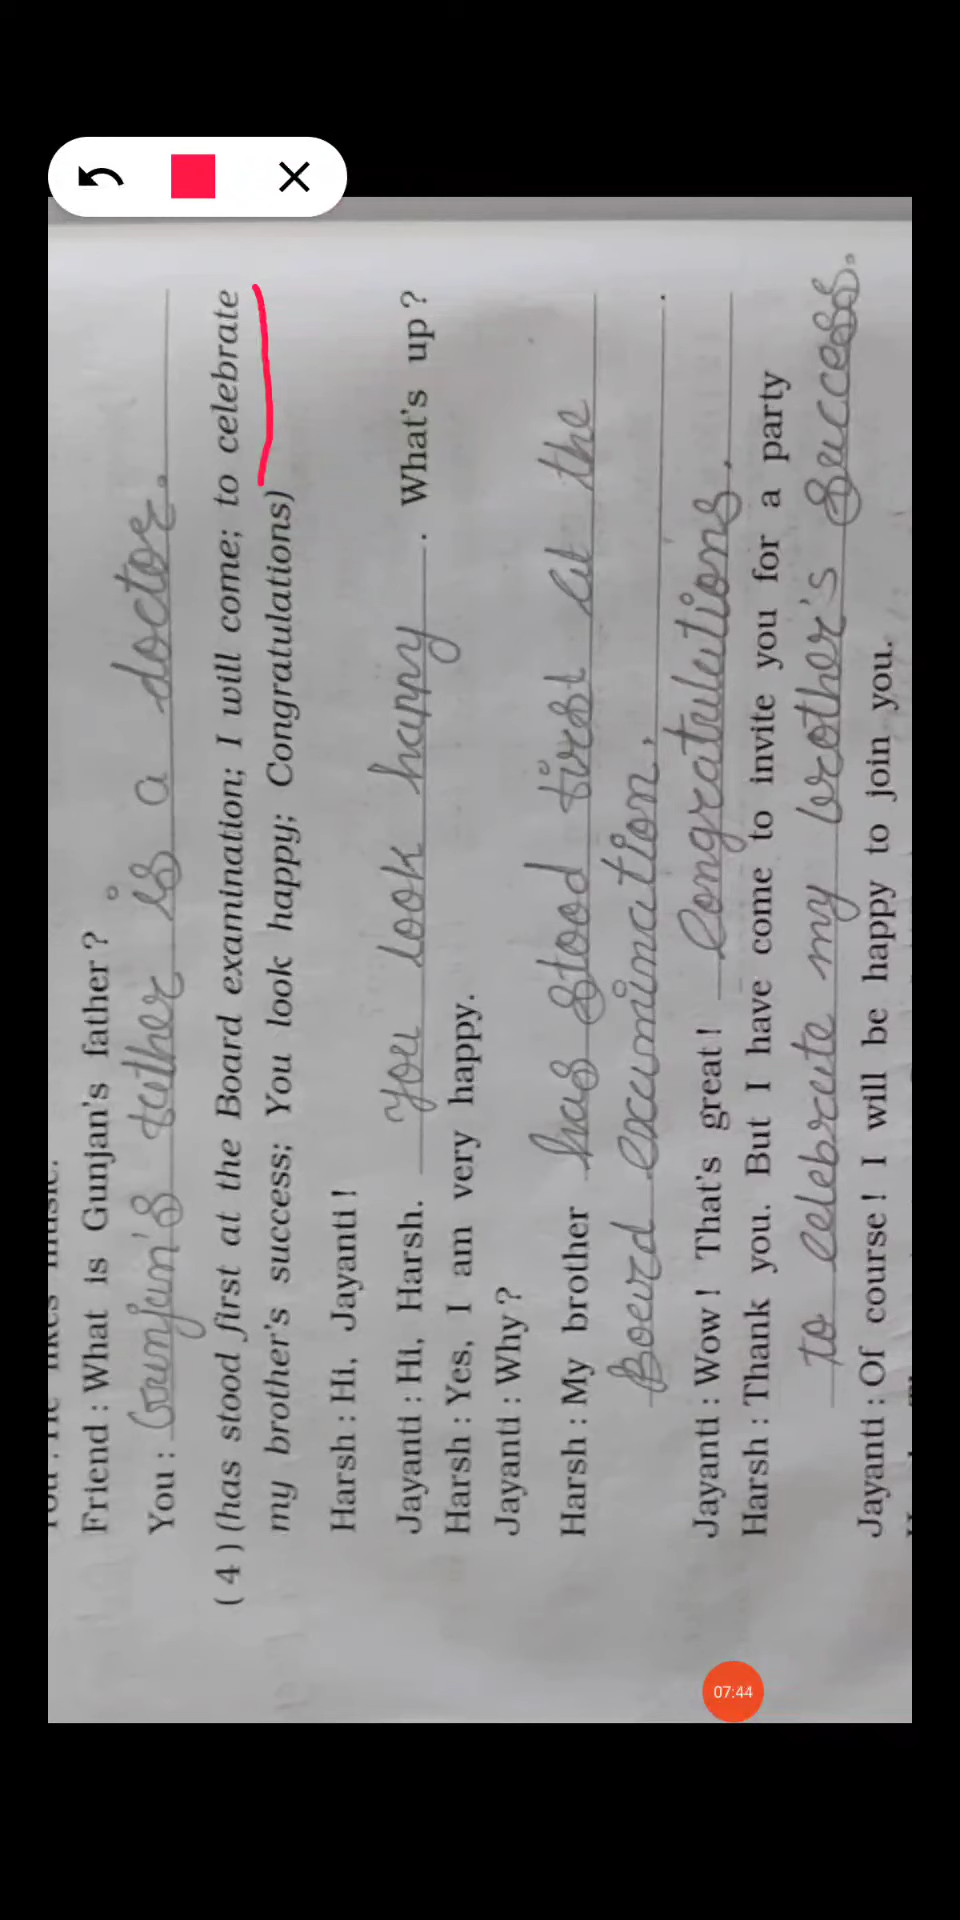 Friend : What is Gunjan's father ?
You : Gunjan's father is a doctor.
( 4 ) (has stood first at the Board examination; I will come; to celebrate
my brother's success; You look happy; Congratulations)
Harsh : Hi, Jayanti !
Jayanti : Hi, Harsh. You look happy. What's up ?
Harsh : Yes, I am very happy.
Jayanti : Why ?
Harsh : My brother has stood first at the
Board examination.
Jayanti : Wow ! That's great ! Congratulations.
Harsh : Thank you. But I have come to invite you for a party
to celebrate my brother's success.
Jayanti : Of course ! I will be happy to join you.
07:44